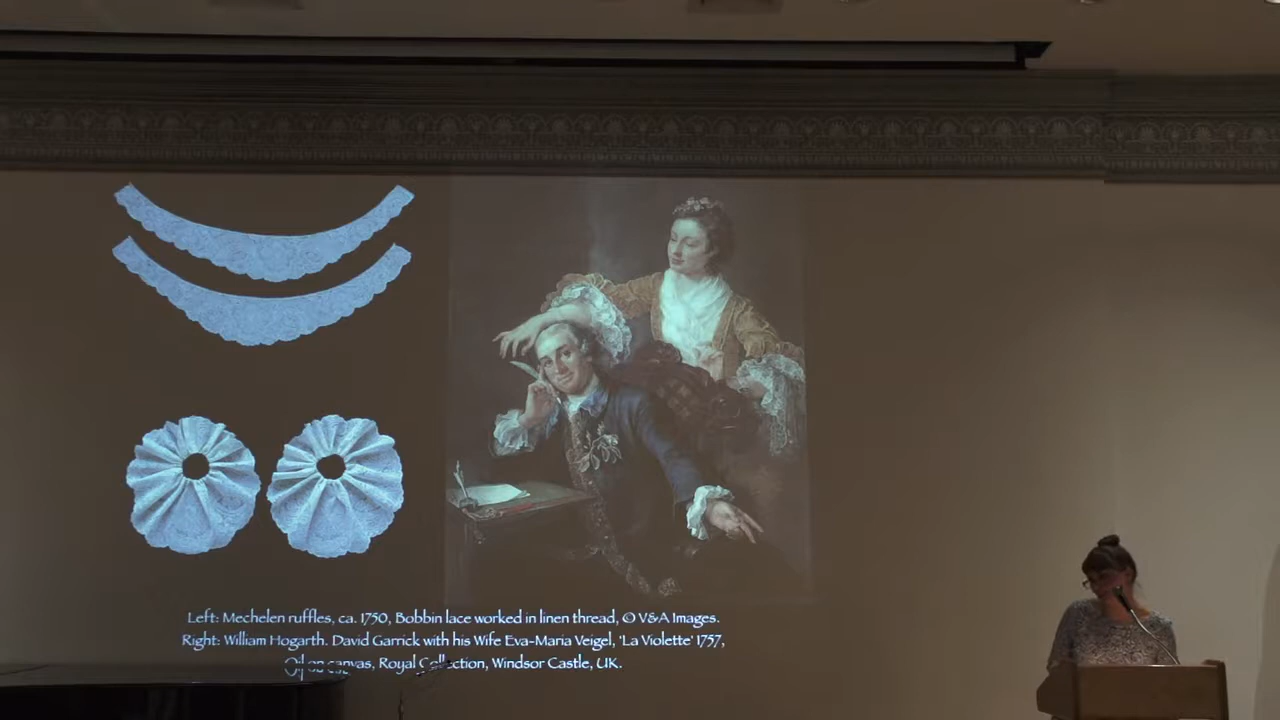 Left: Mechelen ruffles, ca. 1750, Bobbin lace worked in linen thread, © V&A Images.
Right: William Hogarth. David Garrick with his Wife Eva-Maria Veigel, 'La Violette' 1757,
Oil on canvas, Royal Collection, Windsor Castle, UK.